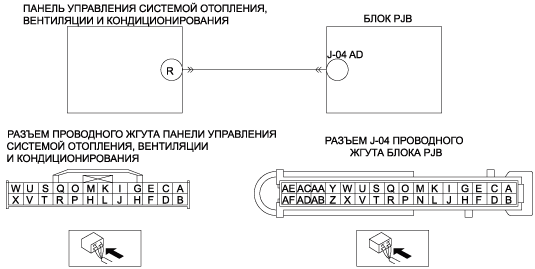 ПАНЕЛЬ УПРАВЛЕНИЯ СИСТЕМОЙ ОТОПЛЕНИЯ,
ВЕНТИЛЯЦИИ И КОНДИЦИОНИРОВАНИЯ
БЛОК PJB
J-04 AD
R
РАЗЪЕМ ПРОВОДНОГО ЖГУТА ПАНЕЛИ УПРАВЛЕНИЯ
СИСТЕМОЙ ОТОПЛЕНИЯ, ВЕНТИЛЯЦИИ
И КОНДИЦИОНИРОВАНИЯ
W U S Q O M K I G E C A
X V T R P H L J H F D B
РАЗЪЕМ J-04 ПРОВОДНОГО
ЖГУТА БЛОКА PJB
AE AC AA Y W U S Q O M K I G E C A
AF AD AB Z X V T R P N L J H F D B